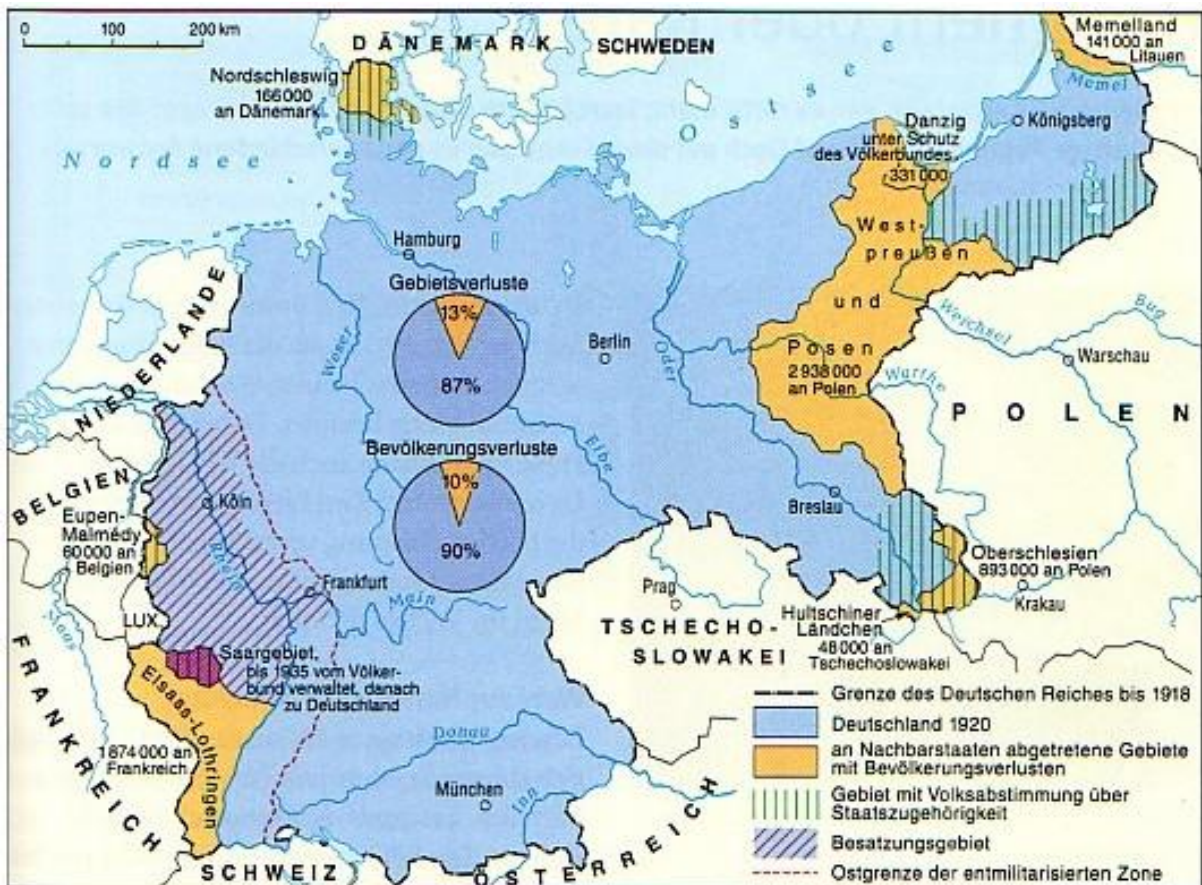 0 100 200 km
DÄNEMARK
SCHWEDEN
Memelland
141 000 an
Litauen
Memel
Nordschleswig
166 000
an Dänemark
Ostsee
Königsberg
Danzig
unter Schutz
des Völkerbundes,
331 000
Nordsee
West-
preußen
und
Posen
2 938 000
an Polen
Hamburg
Gebietsverluste
13%
87%
Bevölkerungsverluste
10%
90%
NIEDERLANDE
Weser
Berlin
Oder
Elbe
Weichsel
Bug
Warschau
Warthe
POLEN
BELGIEN
Köln
Rhein
Eupen-
Malmédy
60 000 an
Belgien
Frankfurt
Main
Breslau
Oberschlesien
893 000 an Polen
Krakau
Prag
Hultschiner
Ländchen
48 000 an
Tschechoslowakei
TSCHECHO-
SLOWAKEI
LUX.
Maas
FRANKREICH
Saargebiet,
bis 1935 vom Völker-
bund verwaltet, danach
zu Deutschland
Elsass-Lothringen
1 874 000 an
Frankreich
Donau
München
Inn
SCHWEIZ
ÖSTERREICH
Grenze des Deutschen Reiches bis 1918
Deutschland 1920
an Nachbarstaaten abgetretene Gebiete
mit Bevölkerungsverlusten
Gebiet mit Volksabstimmung über
Staatszugehörigkeit
Besatzungsgebiet
Ostgrenze der entmilitarisierten Zone